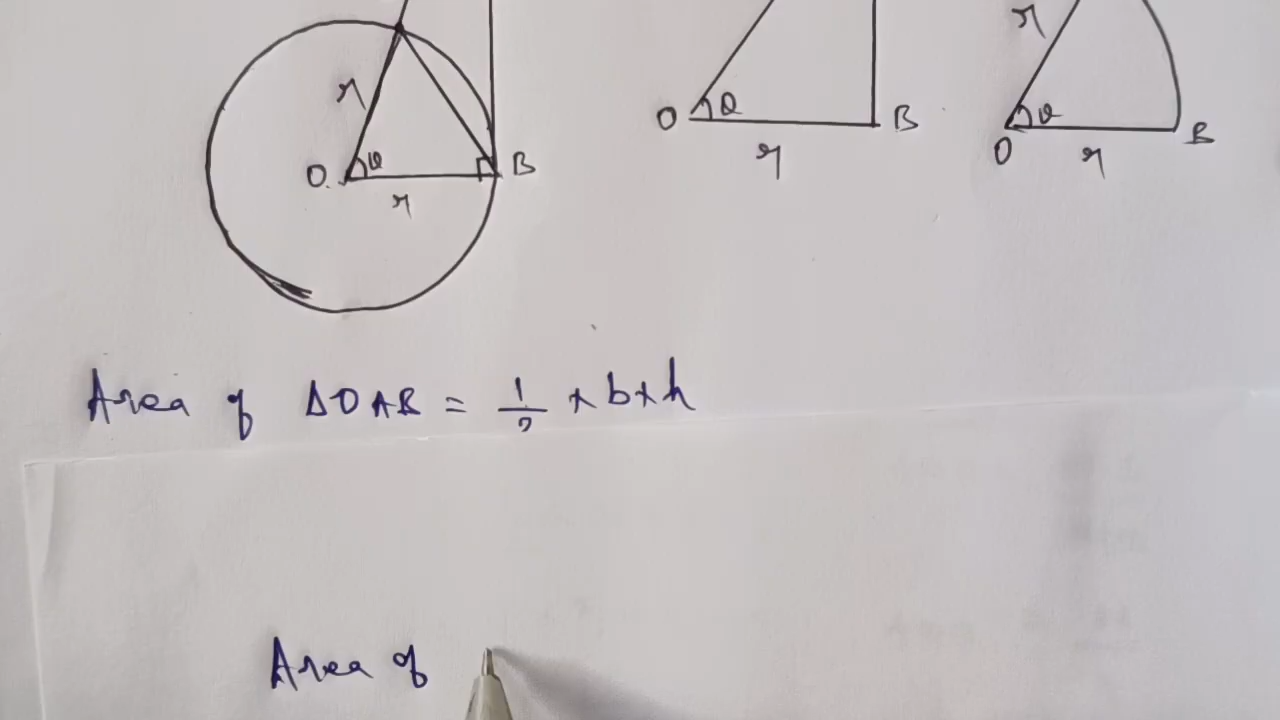 r
r
O θ B
O θ B
r
O. θ B
r
r
Area of ΔOAB = 1/2 × b × h
Area of